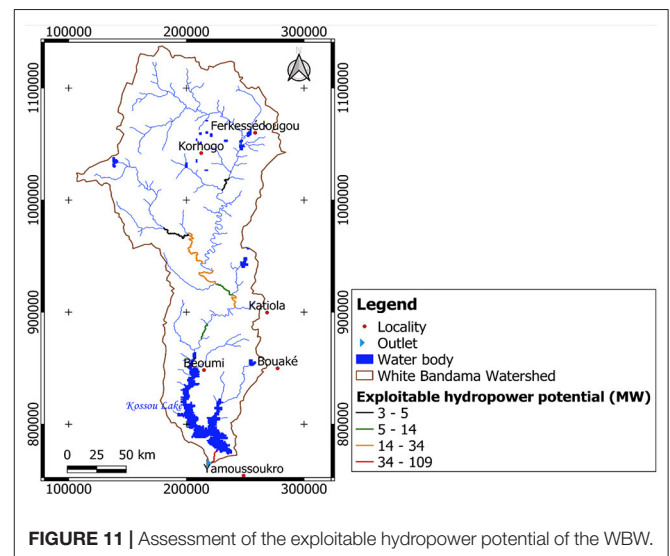 100000 200000 300000
N
1100000 1100000
Ferkessédougou
Kornogo
1000000 1000000
900000 900000
Katiola
Béoumi Bouaké
Kossou Lake
800000 800000
0 25 50 km
Yamoussoukro
100000 200000 300000
Legend
Locality
Outlet
Water body
White Bandama Watershed
Exploitable hydropower potential (MW)
3 - 5
5 - 14
14 - 34
34 - 109
FIGURE 11 | Assessment of the exploitable hydropower potential of the WBW.